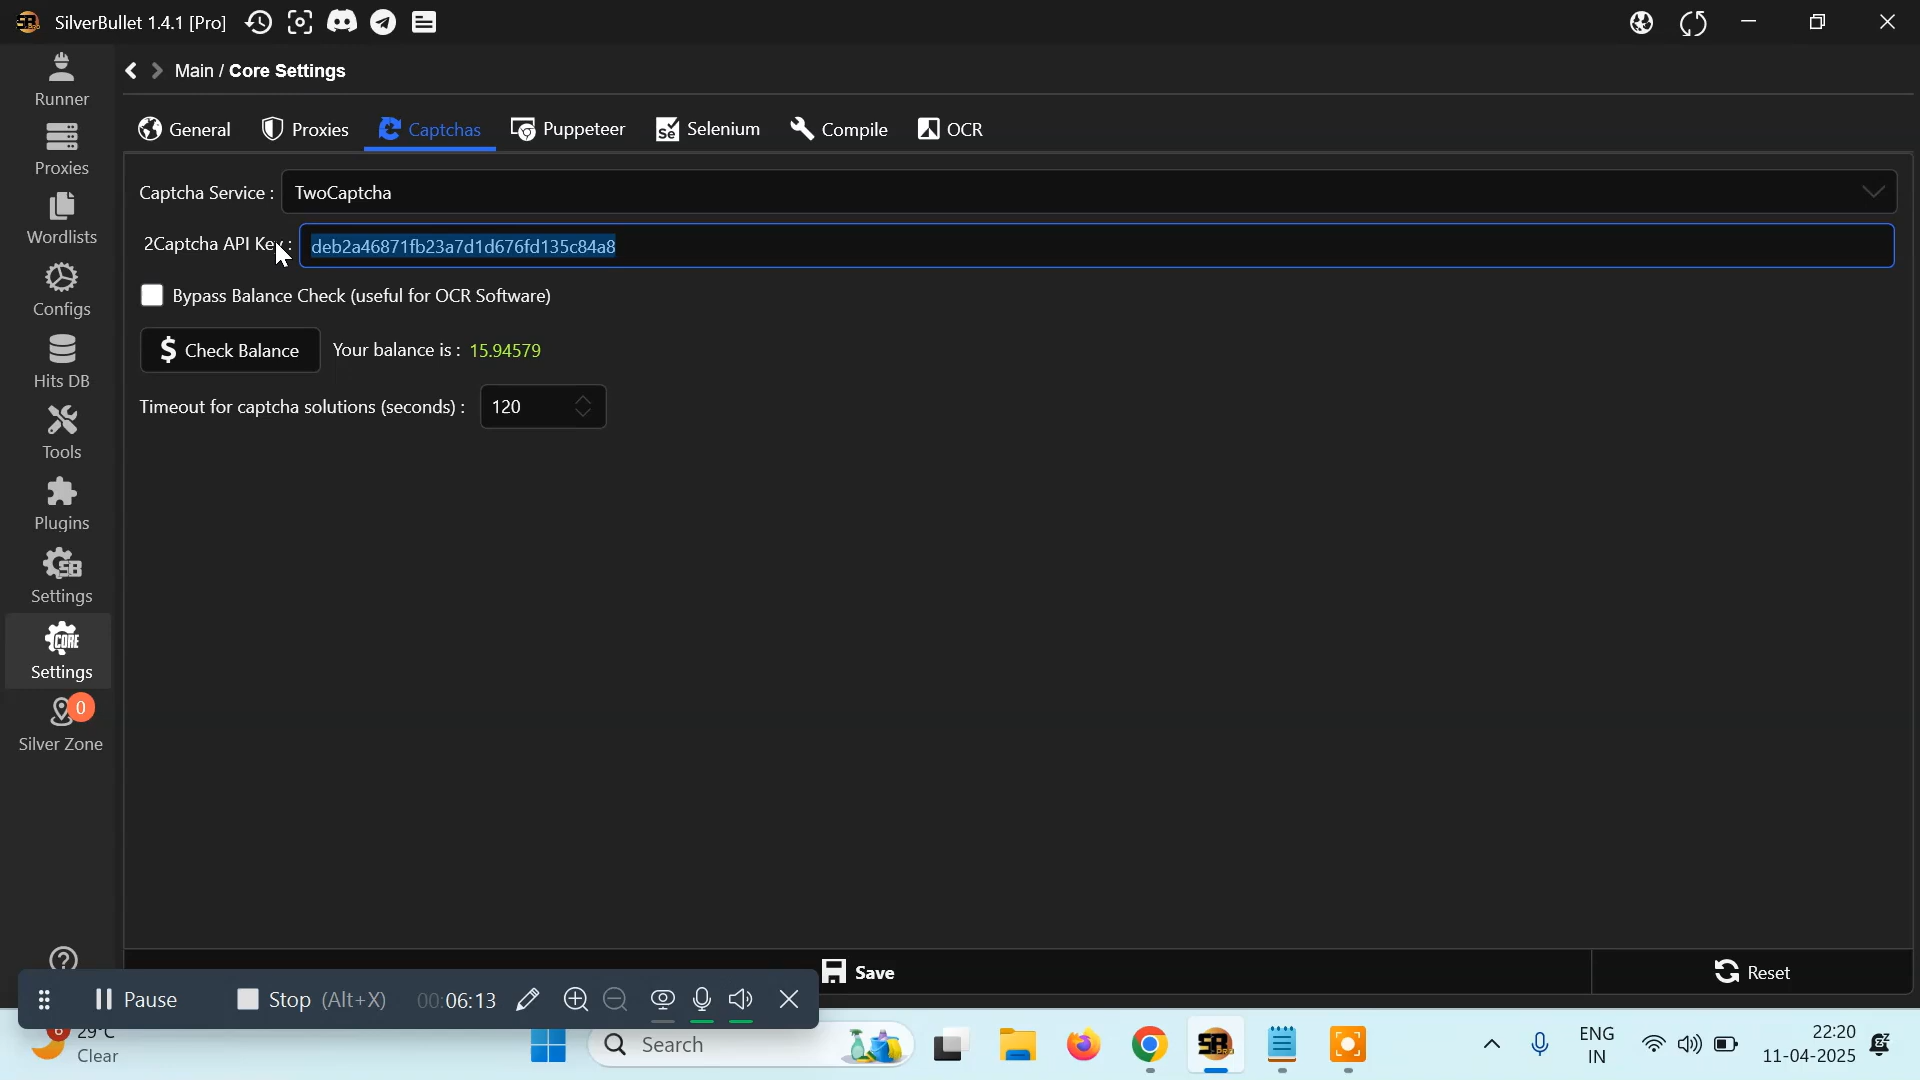 SilverBullet 1.4.1 [Pro]
Runner
Proxies
Wordlists
Configs
Hits DB
Tools
Plugins
Settings
Settings
0
Silver Zone
Main / Core Settings
General Proxies Captchas Puppeteer Selenium Compile OCR
Captcha Service : TwoCaptcha
2Captcha API Key : deb2a46871fb23a7d1d676fd135c84a8
Bypass Balance Check (useful for OCR Software)
$ Check Balance Your balance is : 15.94579
Timeout for captcha solutions (seconds) : 120
Save Reset
Pause Stop (Alt+X) 00:06:13
29°C
Clear
Search
ENG
IN
22:20
11-04-2025